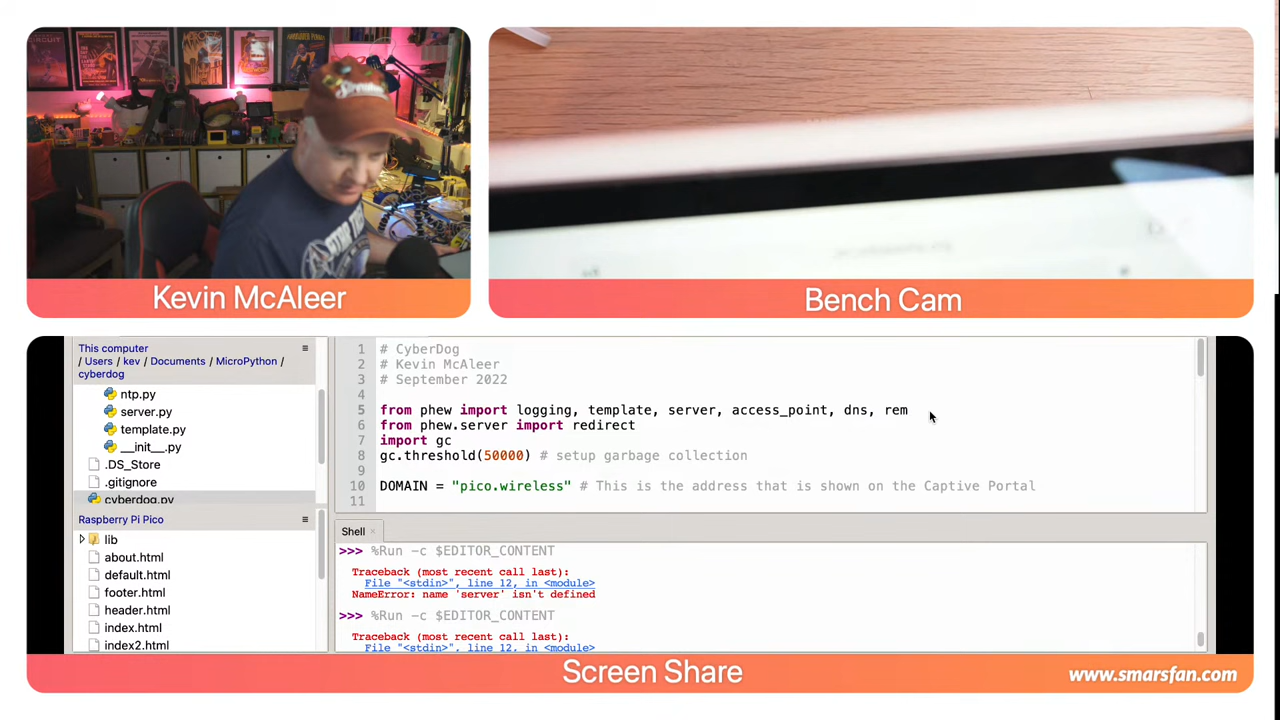 Kevin McAleer
Bench Cam
This computer
/ Users / kev / Documents / MicroPython /
cyberdog
ntp.py
server.py
template.py
__init__.py
.DS_Store
.gitignore
cyberdog.py
Raspberry Pi Pico
lib
about.html
default.html
footer.html
header.html
index.html
index2.html
1 # CyberDog
2 # Kevin McAleer
3 # September 2022
4
5 from phew import logging, template, server, access_point, dns, rem
6 from phew.server import redirect
7 import gc
8 gc.threshold(50000) # setup garbage collection
9
10 DOMAIN = "pico.wireless" # This is the address that is shown on the Captive Portal
11
Shell ×
>>> %Run -c $EDITOR_CONTENT
Traceback (most recent call last):
File "<stdin>", line 12, in <module>
NameError: name 'server' isn't defined
>>> %Run -c $EDITOR_CONTENT
Traceback (most recent call last):
File "<stdin>", line 12, in <module>
Screen Share
www.smarsfan.com